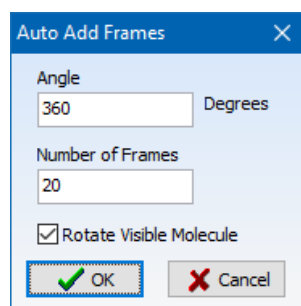 Auto Add Frames
Angle
360 Degrees
Number of Frames
20
Rotate Visible Molecule
OK Cancel